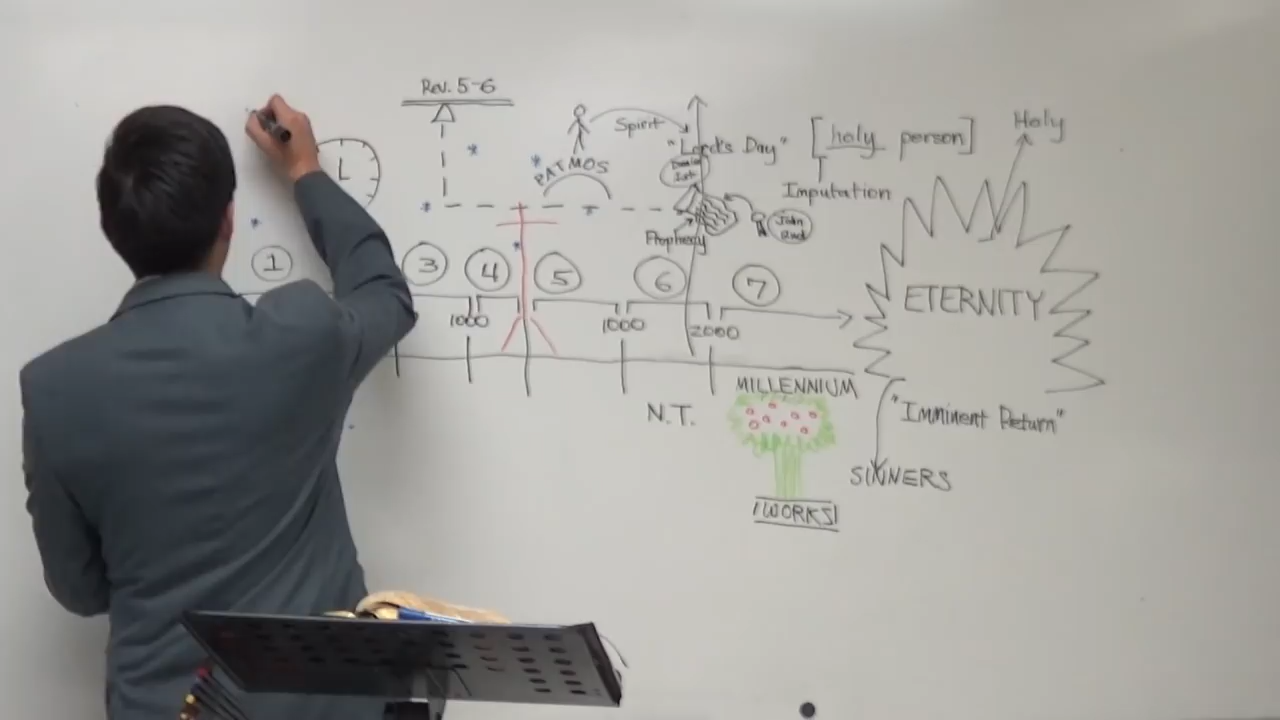 Rev. 5-6
Spirit
"Lord's Day"
[holy person]
Holy
PATMOS
Imputation
John
Prophecy
1
3
4
5
6
7
ETERNITY
1000
1000
2000
MILLENNIUM
N.T.
"Imminent Return"
SINNERS
WORKS